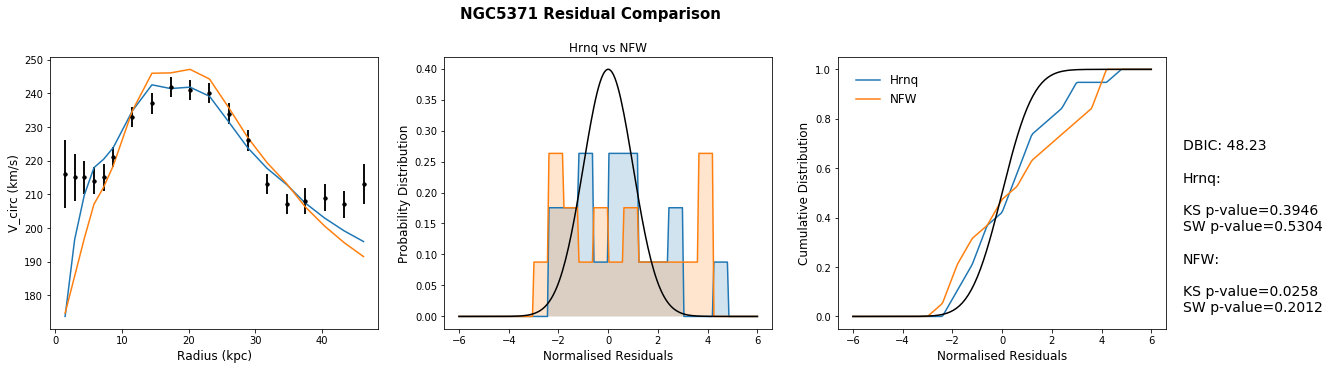 NGC5371 Residual Comparison
250
240
230
220
210
200
190
180
0
10
20
30
40
V_circ (km/s)
Radius (kpc)
Hrnq vs NFW
0.40
0.35
0.30
0.25
0.20
0.15
0.10
0.05
0.00
−6
−4
−2
0
2
4
6
Probability Distribution
Normalised Residuals
1.0
0.8
0.6
0.4
0.2
0.0
−6
−4
−2
0
2
4
6
Cumulative Distribution
Normalised Residuals
Hrnq
NFW
DBIC: 48.23
Hrnq:
KS p-value=0.3946
SW p-value=0.5304
NFW:
KS p-value=0.0258
SW p-value=0.2012